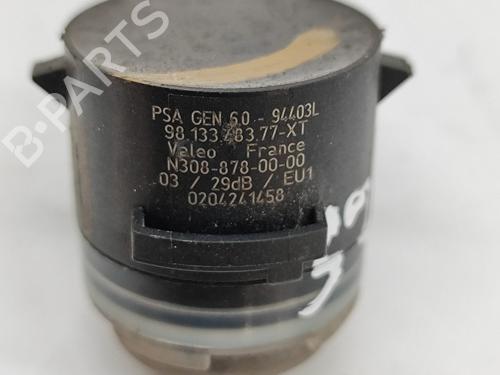 PSA GEN 6.0 - 94403L
98 133 483 77-XT
Valeo France
N308-878-00-00
03 / 29dB / EU1
0204241458